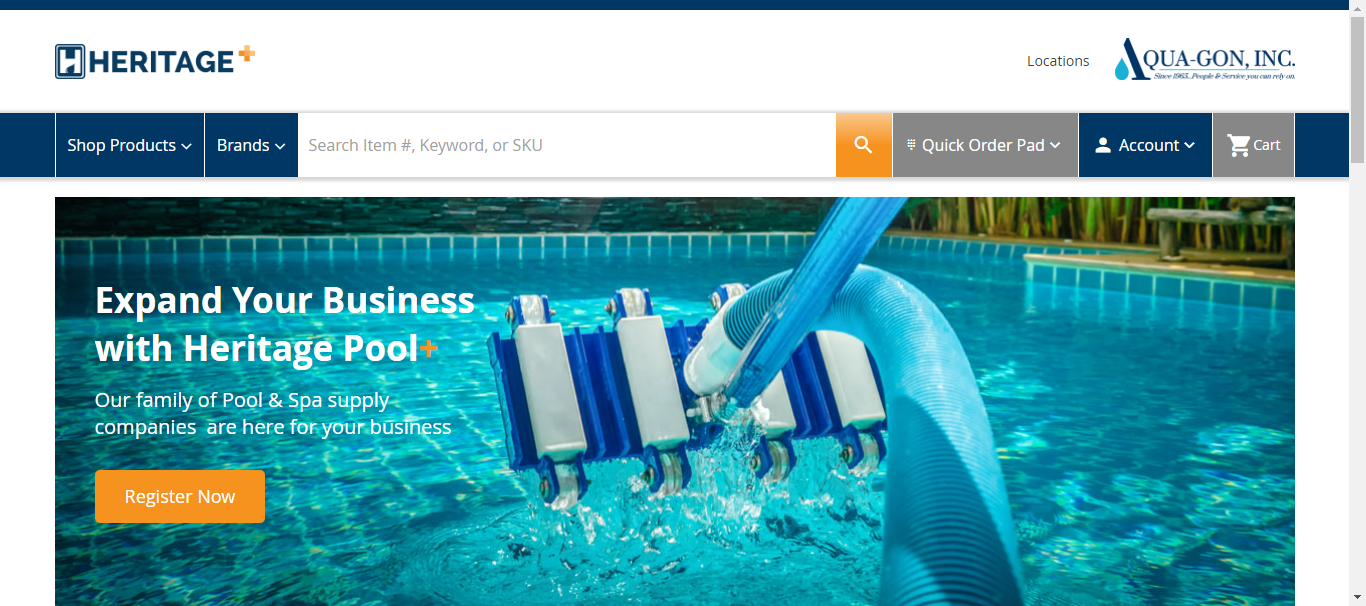 HERITAGE+
Locations
AQUA-GON, INC.
Since 1963...People & Service you can rely on.
Shop Products
Brands
Search Item #, Keyword, or SKU
Quick Order Pad
Account
Cart
Expand Your Business
with Heritage Pool+
Our family of Pool & Spa supply
companies are here for your business
Register Now